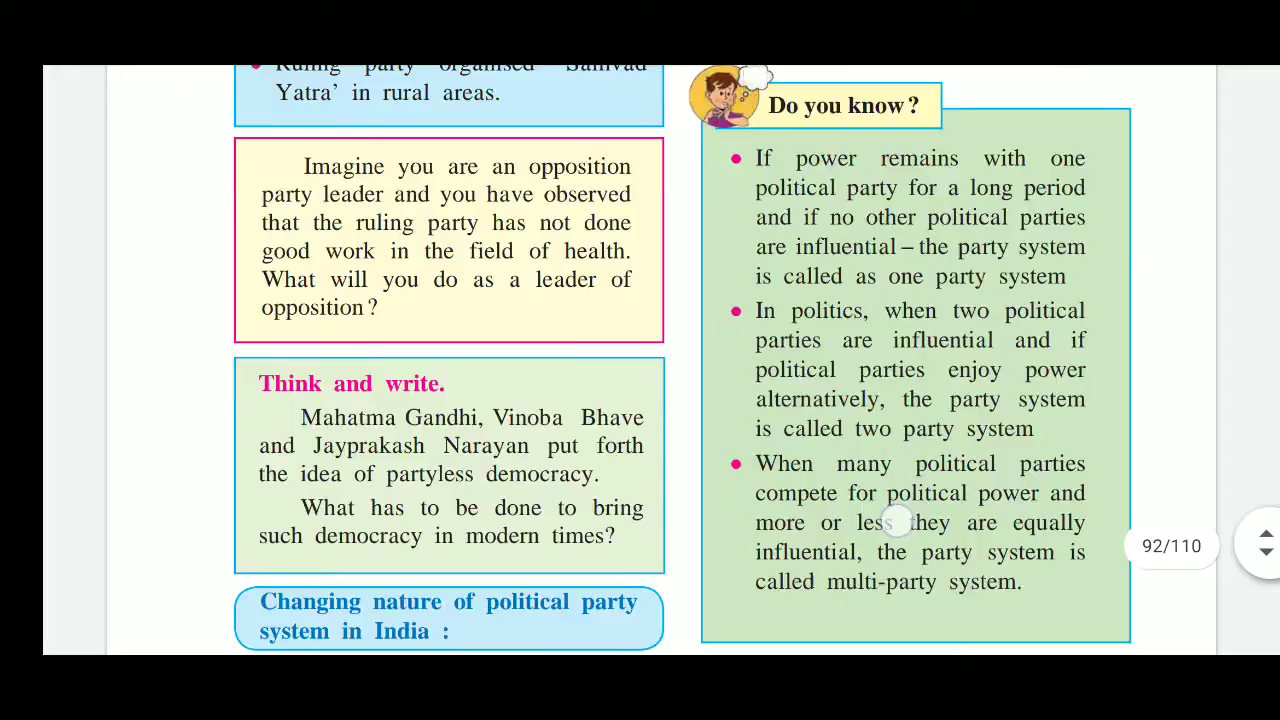 Ruling party organised 'Samvad
Yatra' in rural areas.
Imagine you are an opposition
party leader and you have observed
that the ruling party has not done
good work in the field of health.
What will you do as a leader of
opposition?
Think and write.
Mahatma Gandhi, Vinoba Bhave
and Jayprakash Narayan put forth
the idea of partyless democracy.
What has to be done to bring
such democracy in modern times?
Changing nature of political party
system in India :
Do you know?
• If power remains with one
political party for a long period
and if no other political parties
are influential – the party system
is called as one party system
• In politics, when two political
parties are influential and if
political parties enjoy power
alternatively, the party system
is called two party system
• When many political parties
compete for political power and
more or less they are equally
influential, the party system is
called multi-party system.
92/110